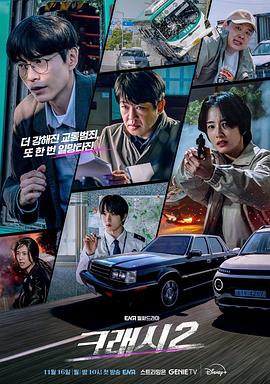 더 강해진 교통범죄,
또 한 번 일망타진!
ENA 월화드라마
크래시2
11월 16일 | 월 | 밤 10시 첫 방송 ENA 스트리밍은 GENIE TV Disney+